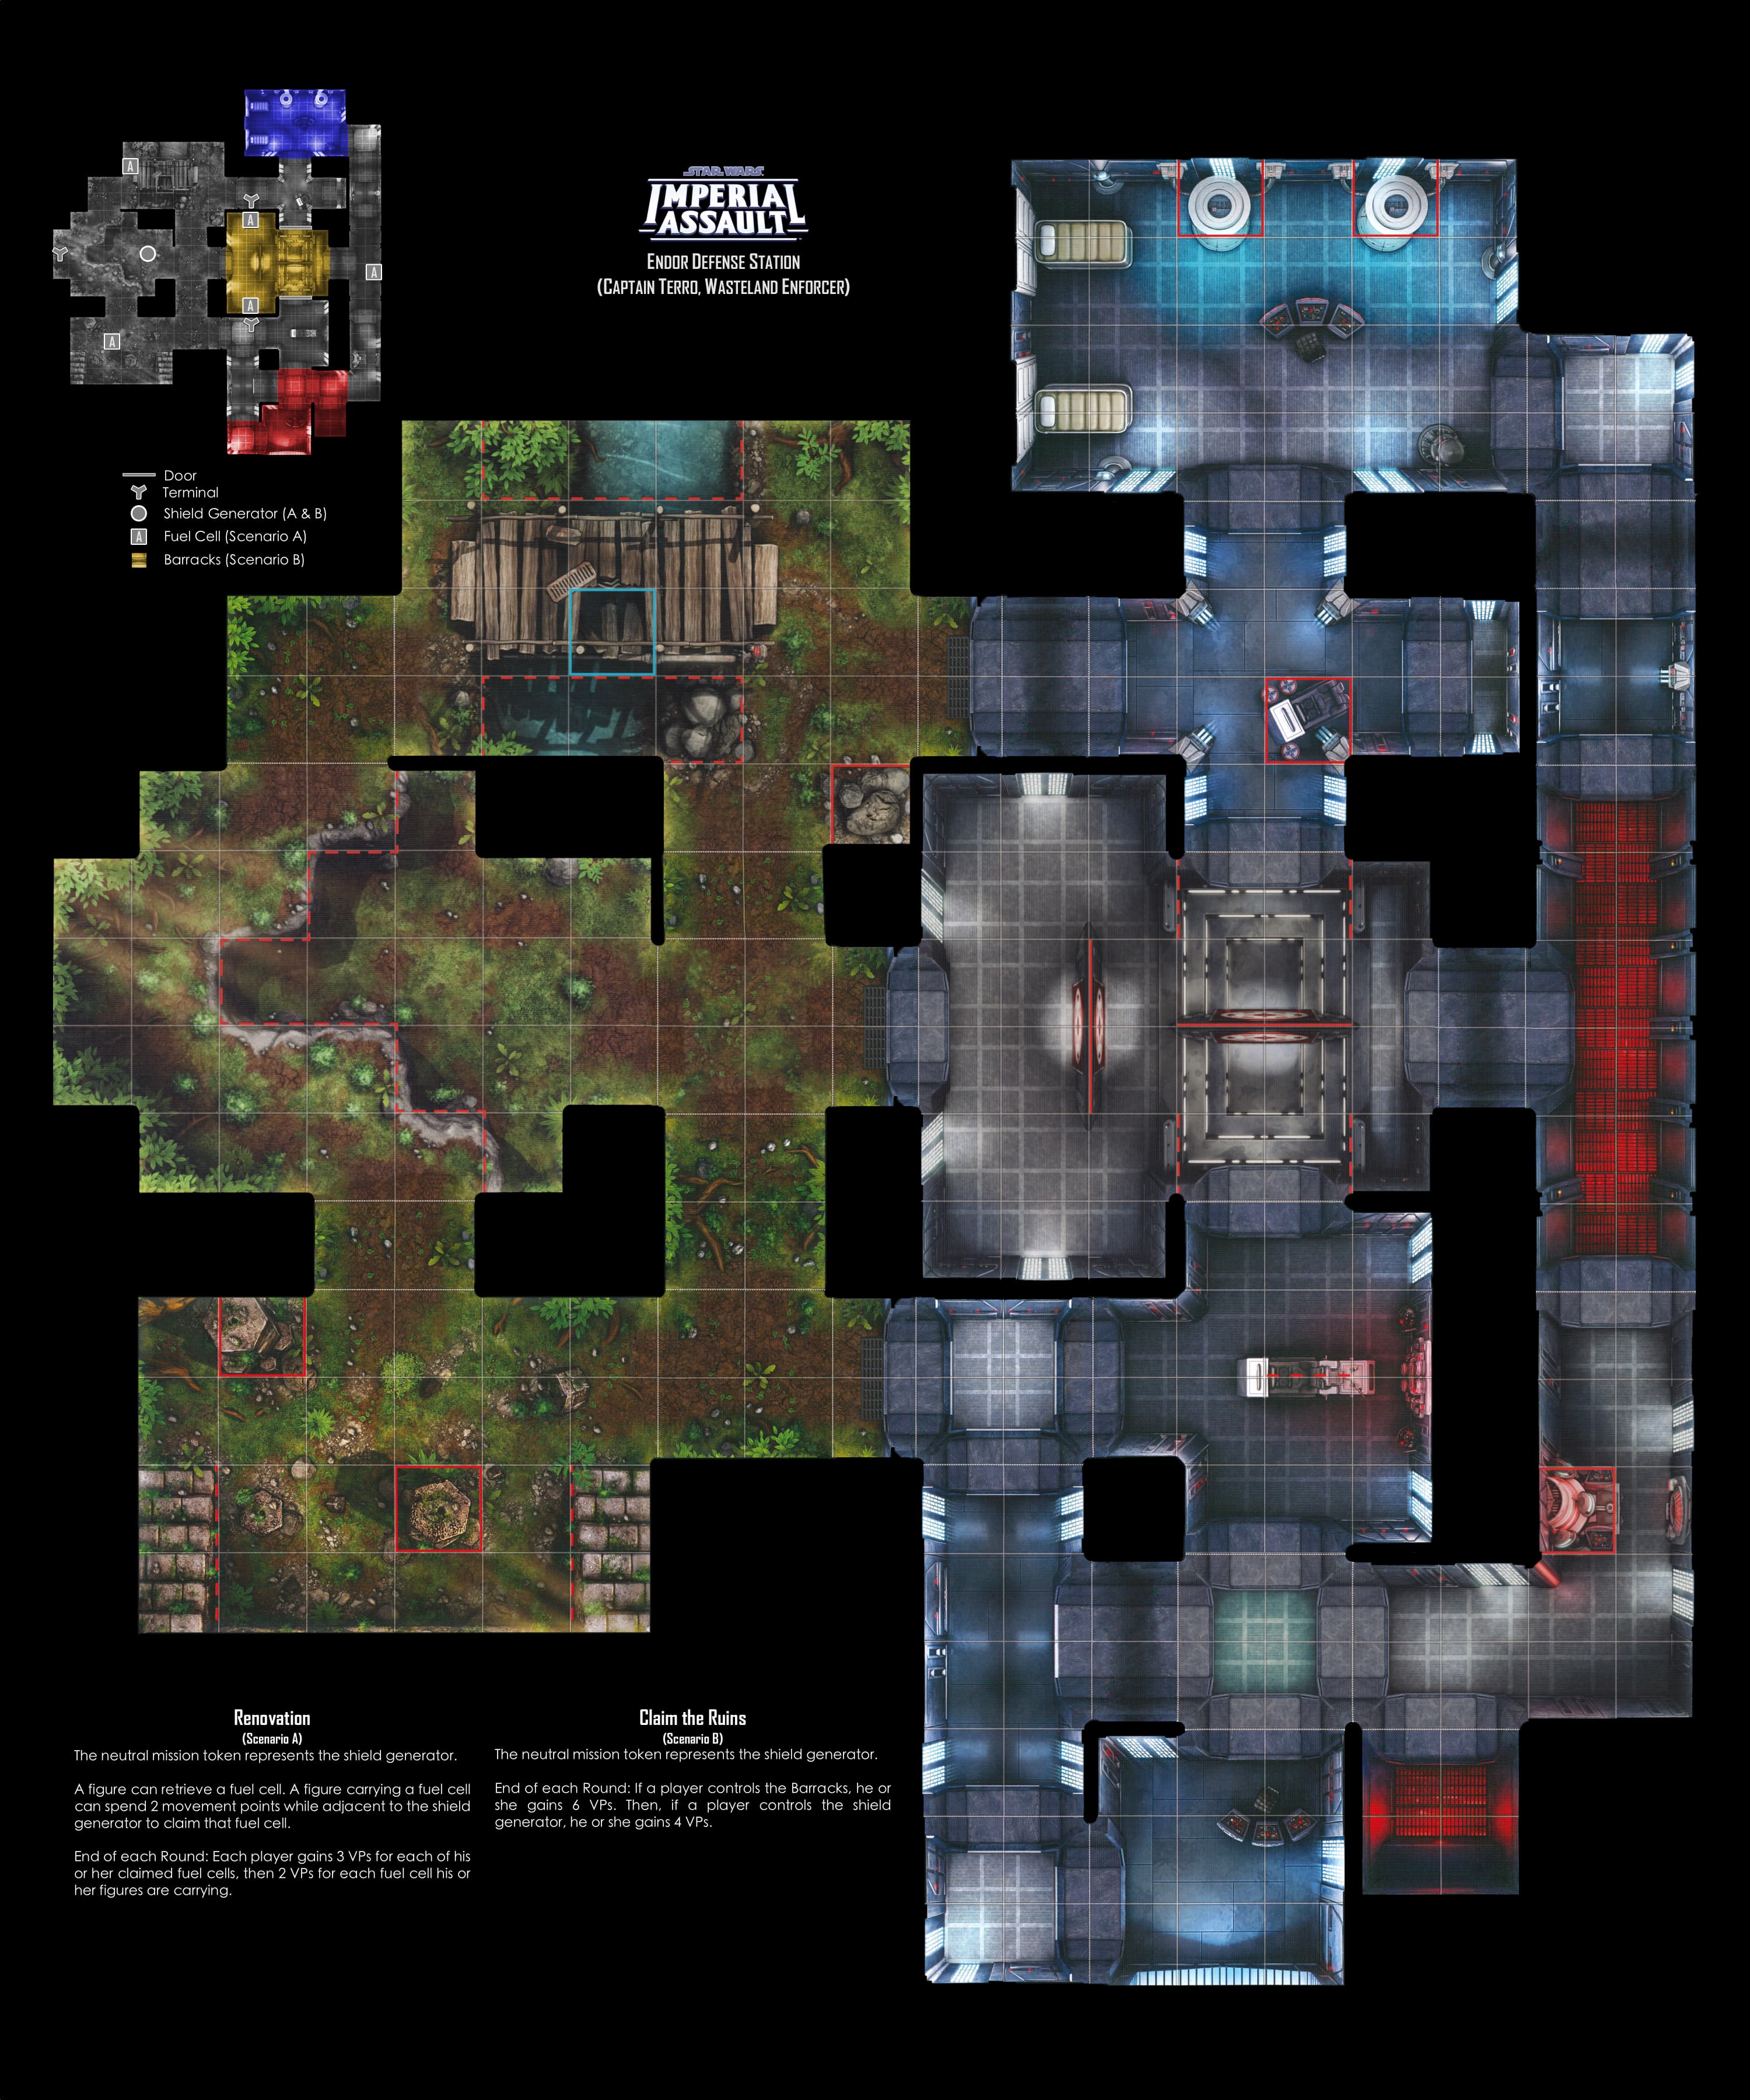 STAR WARS
IMPERIAL
ASSAULT
ENDOR DEFENSE STATION
(CAPTAIN TERRO, WASTELAND ENFORCER)
A
A
A
A
A
Door
Terminal
Shield Generator (A & B)
A Fuel Cell (Scenario A)
Barracks (Scenario B)
Renovation
(Scenario A)
The neutral mission token represents the shield generator.
A figure can retrieve a fuel cell. A figure carrying a fuel cell
can spend 2 movement points while adjacent to the shield
generator to claim that fuel cell.
End of each Round: Each player gains 3 VPs for each of his
or her claimed fuel cells, then 2 VPs for each fuel cell his or
her figures are carrying.
Claim the Ruins
(Scenario B)
The neutral mission token represents the shield generator.
End of each Round: If a player controls the Barracks, he or
she gains 6 VPs. Then, if a player controls the shield
generator, he or she gains 4 VPs.